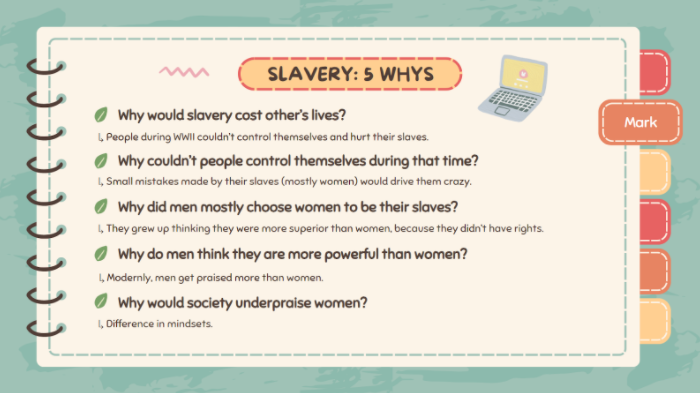 SLAVERY: 5 WHYS
Mark
Why would slavery cost other's lives?
People during WWII couldn't control themselves and hurt their slaves.
Why couldn't people control themselves during that time?
Small mistakes made by their slaves (mostly women) would drive them crazy.
Why did men mostly choose women to be their slaves?
They grew up thinking they were more superior than women, because they didn't have rights.
Why do men think they are more powerful than women?
Modernly, men get praised more than women.
Why would society underpraise women?
Difference in mindsets.